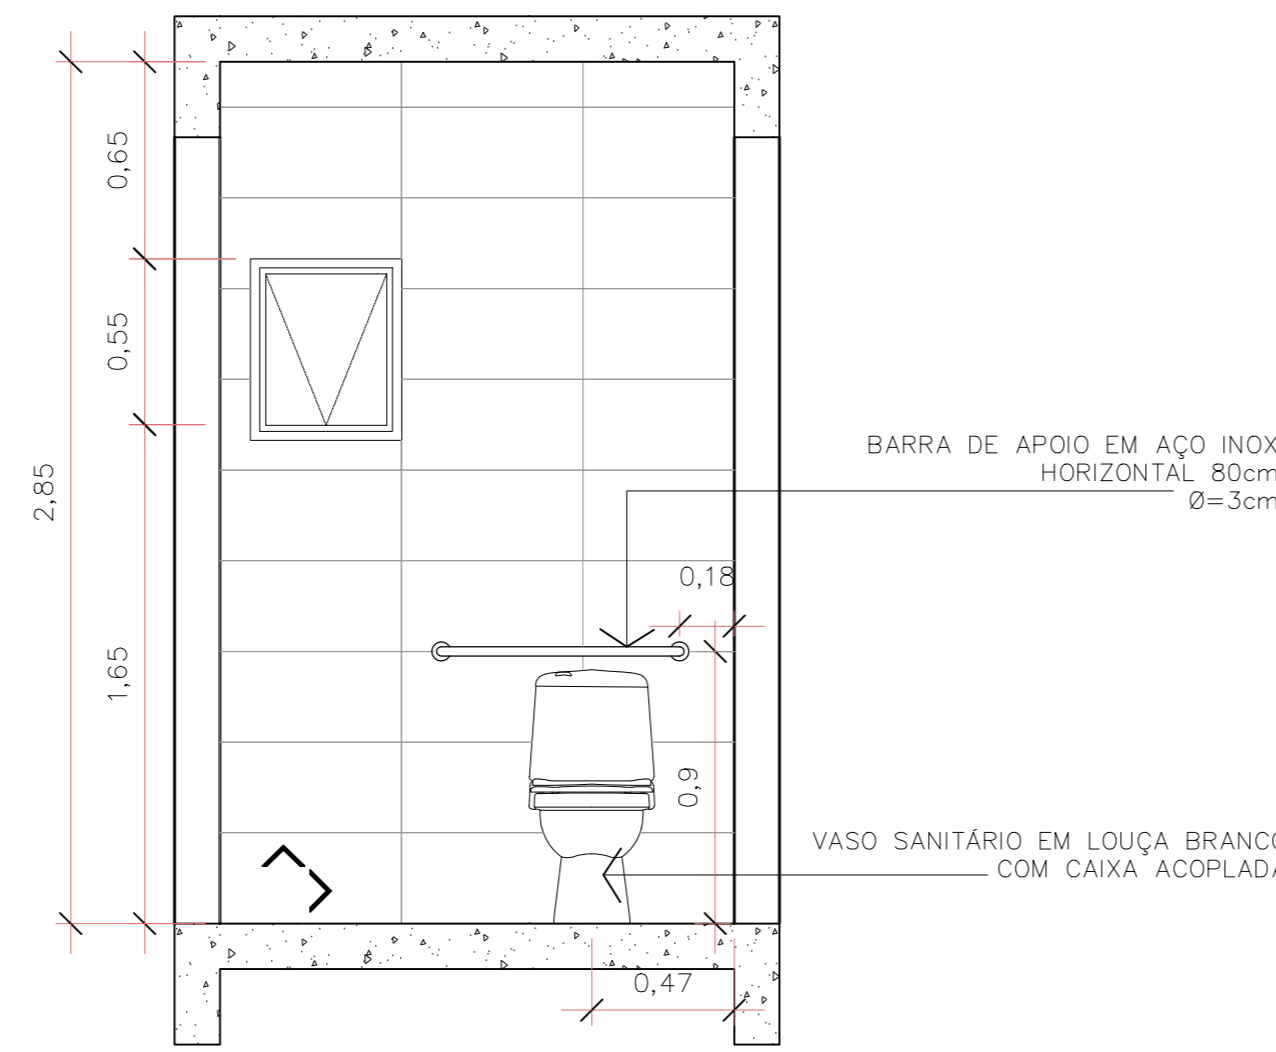 0,65
0,55
2,85
1,65
BARRA DE APOIO EM AÇO INOX
HORIZONTAL 80cm
Ø=3cm
0,18
0,9
VASO SANITÁRIO EM LOUÇA BRANCO
COM CAIXA ACOPLADA
0,47